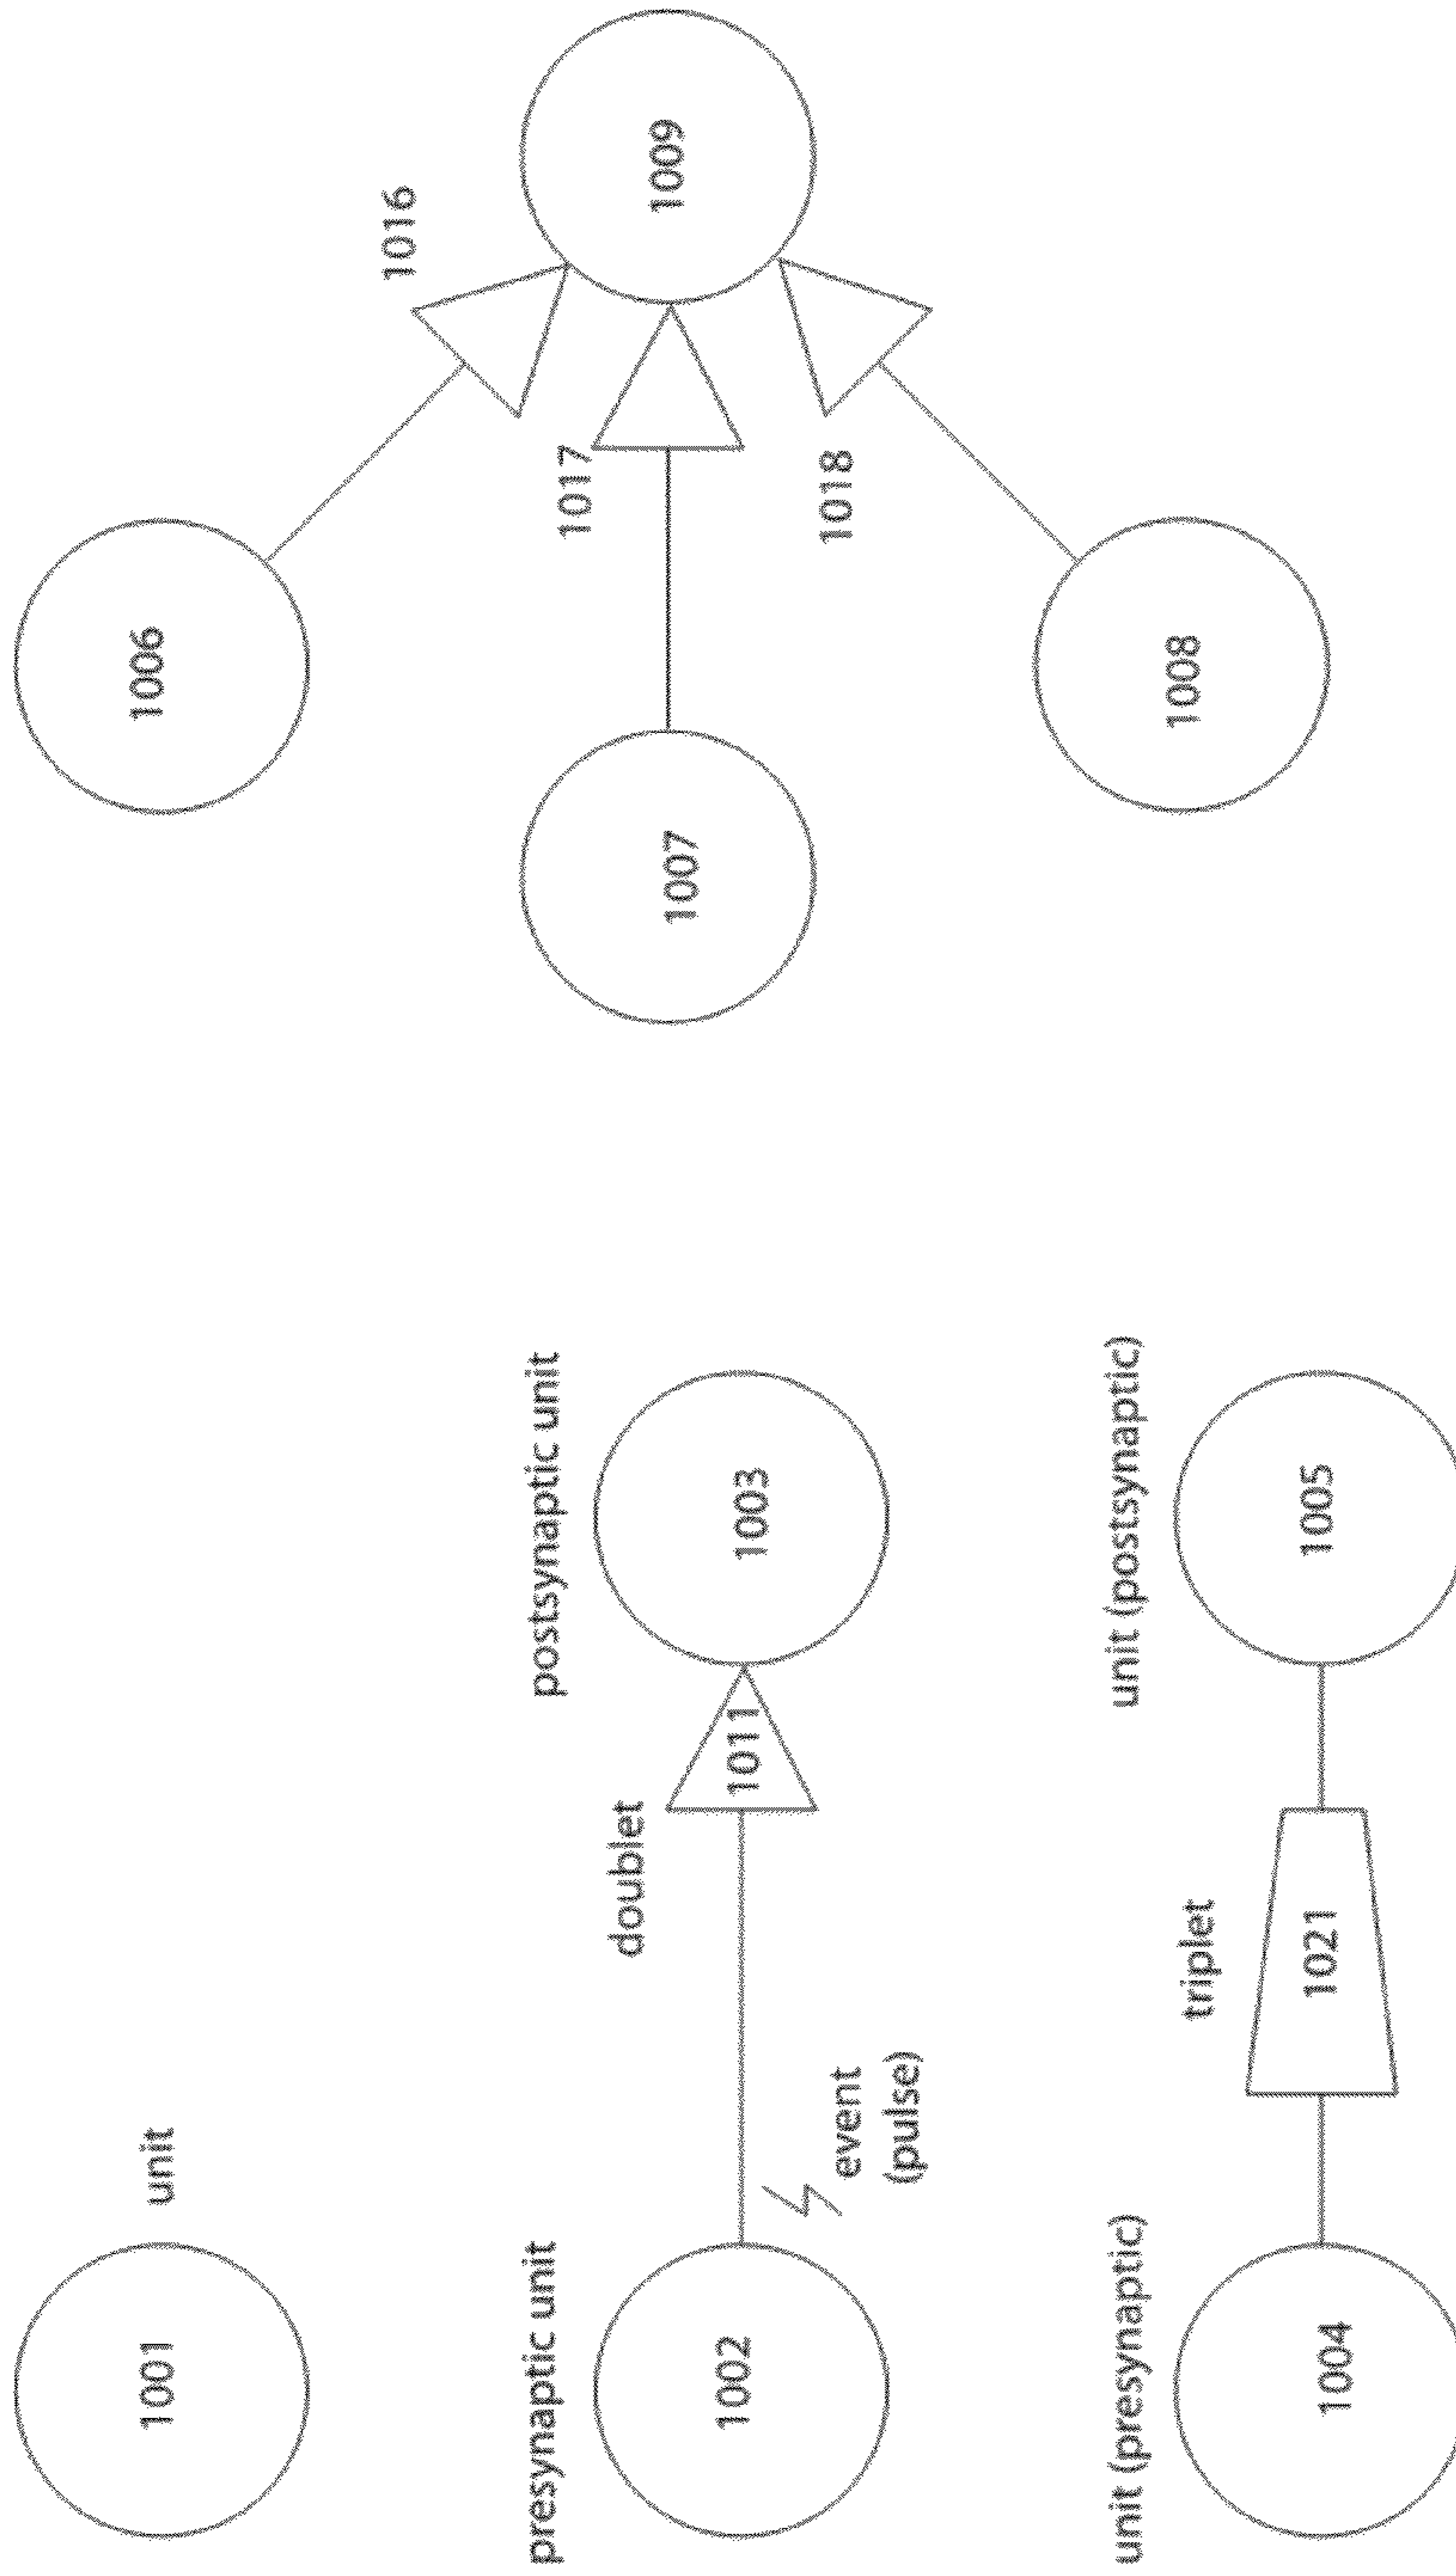 1001
unit
presynaptic unit
doublet
postsynaptic unit
1002
1011
1003
event
(pulse)
unit (presynaptic)
triplet
unit (postsynaptic)
1004
1021
1005
1006
1016
1007
1017
1009
1018
1008